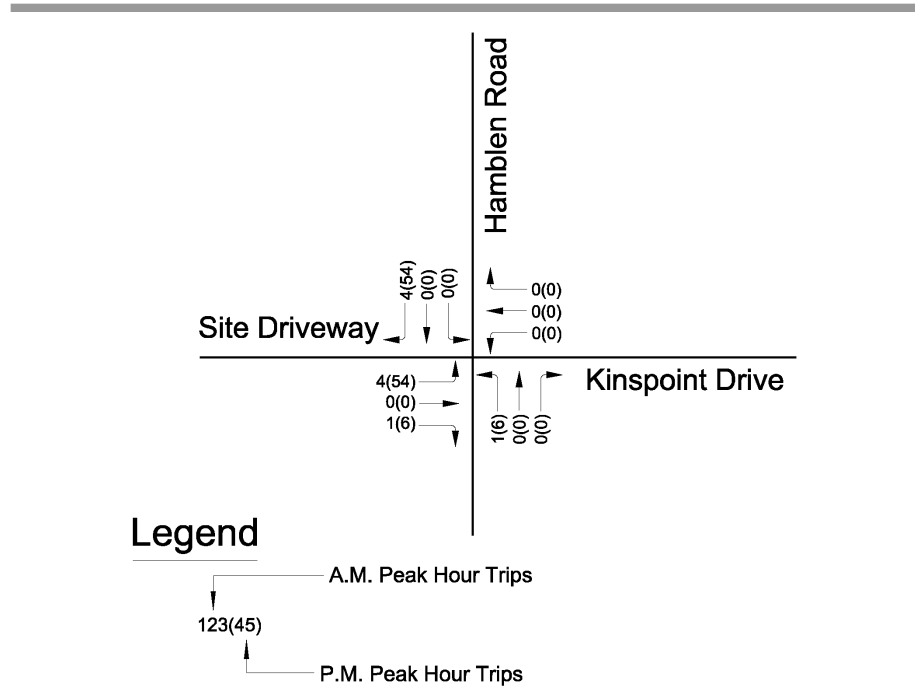 Hamblen Road
4(54)
0(0)
0(0)
0(0)
0(0)
0(0)
Site Driveway
Kinspoint Drive
4(54)
0(0)
1(6)
1(6)
0(0)
0(0)
Legend
A.M. Peak Hour Trips
123(45)
P.M. Peak Hour Trips